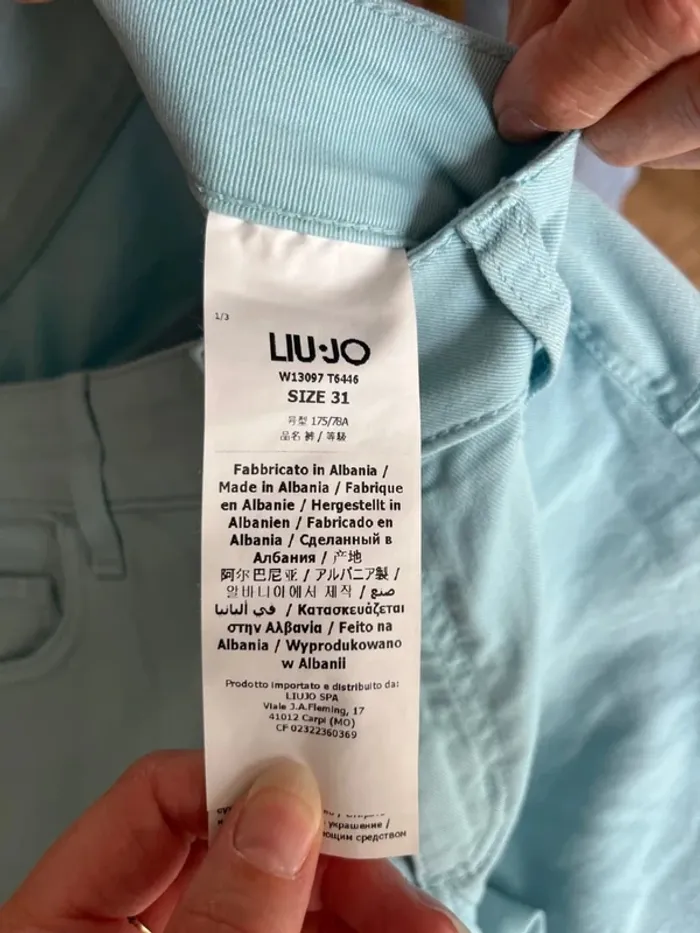 1/3
LIU·JO
W13097 T6446
SIZE 31
号型 175/78A
品名 裤 / 等级
Fabbricato in Albania /
Made in Albania / Fabrique
en Albanie / Hergestellt in
Albanien / Fabricado en
Albania / Сделанный в
Албания / 产地
阿尔巴尼亚 / アルバニア製 /
알바니아에서 제작 / صنع
في ألبانيا / Κατασκευάζεται
στην Αλβανία / Feito na
Albania / Wyprodukowano
w Albanii
Prodotto importato e distribuito da:
LIUJO SPA
Viale J.A.Fleming, 17
41012 Carpi (MO)
CF 02322360369
украшение /
ющим средством